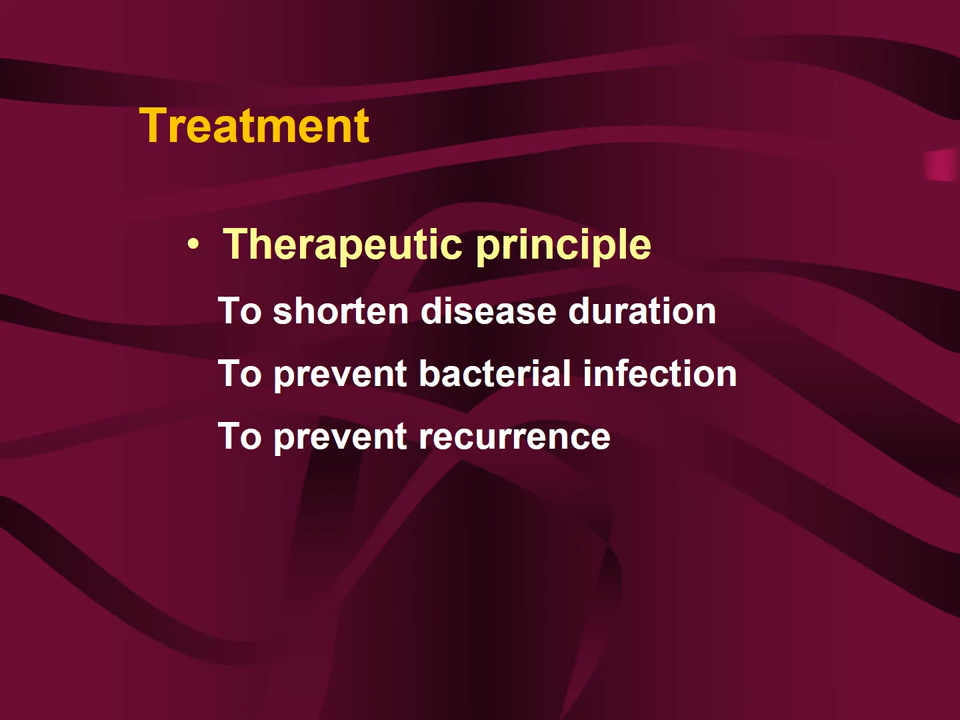 Treatment
• Therapeutic principle
To shorten disease duration
To prevent bacterial infection
To prevent recurrence